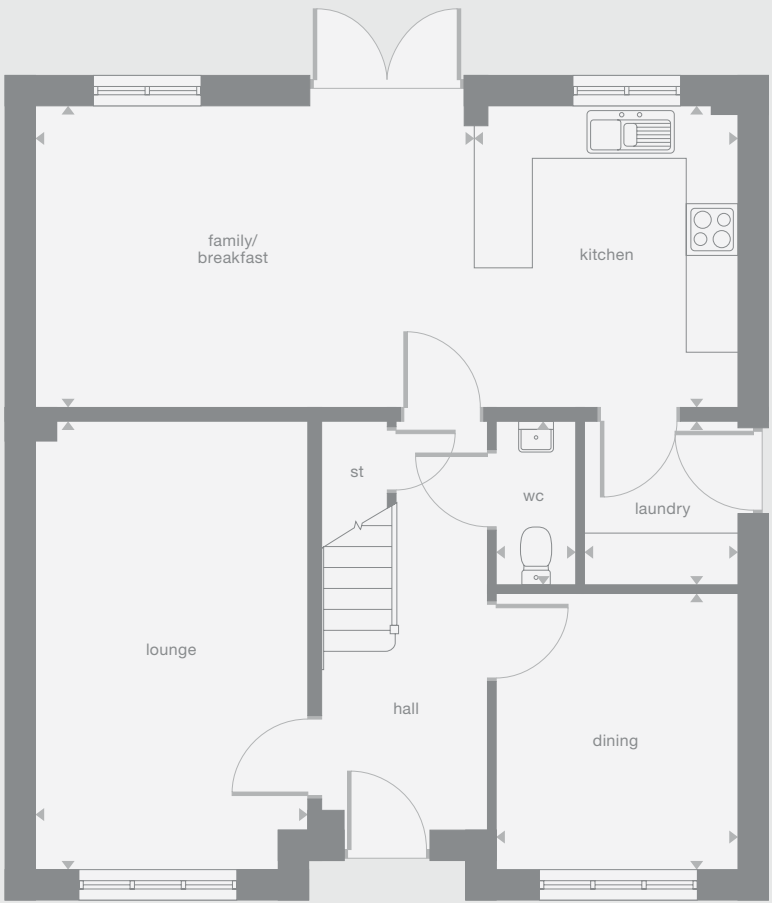 family/
breakfast
kitchen
st
wc
laundry
lounge
hall
dining